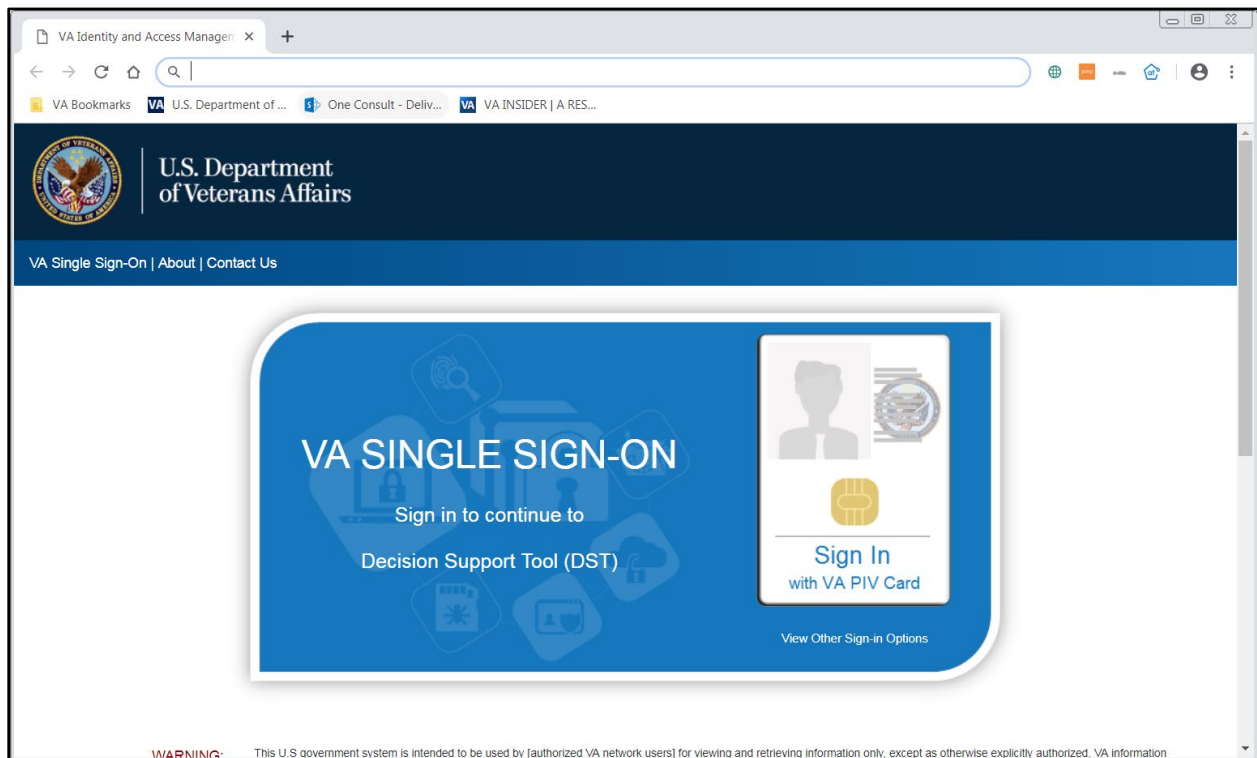 VA Identity and Access Managem
VA Bookmarks VA U.S. Department of ... One Consult - Deliv... VA VA INSIDER | A RES...
U.S. Department
of Veterans Affairs
VA Single Sign-On | About | Contact Us
VA SINGLE SIGN-ON
Sign in to continue to
Decision Support Tool (DST)
Sign In
with VA PIV Card
View Other Sign-in Options
WARNING: This U.S government system is intended to be used by [authorized VA network users] for viewing and retrieving information only, except as otherwise explicitly authorized. VA information